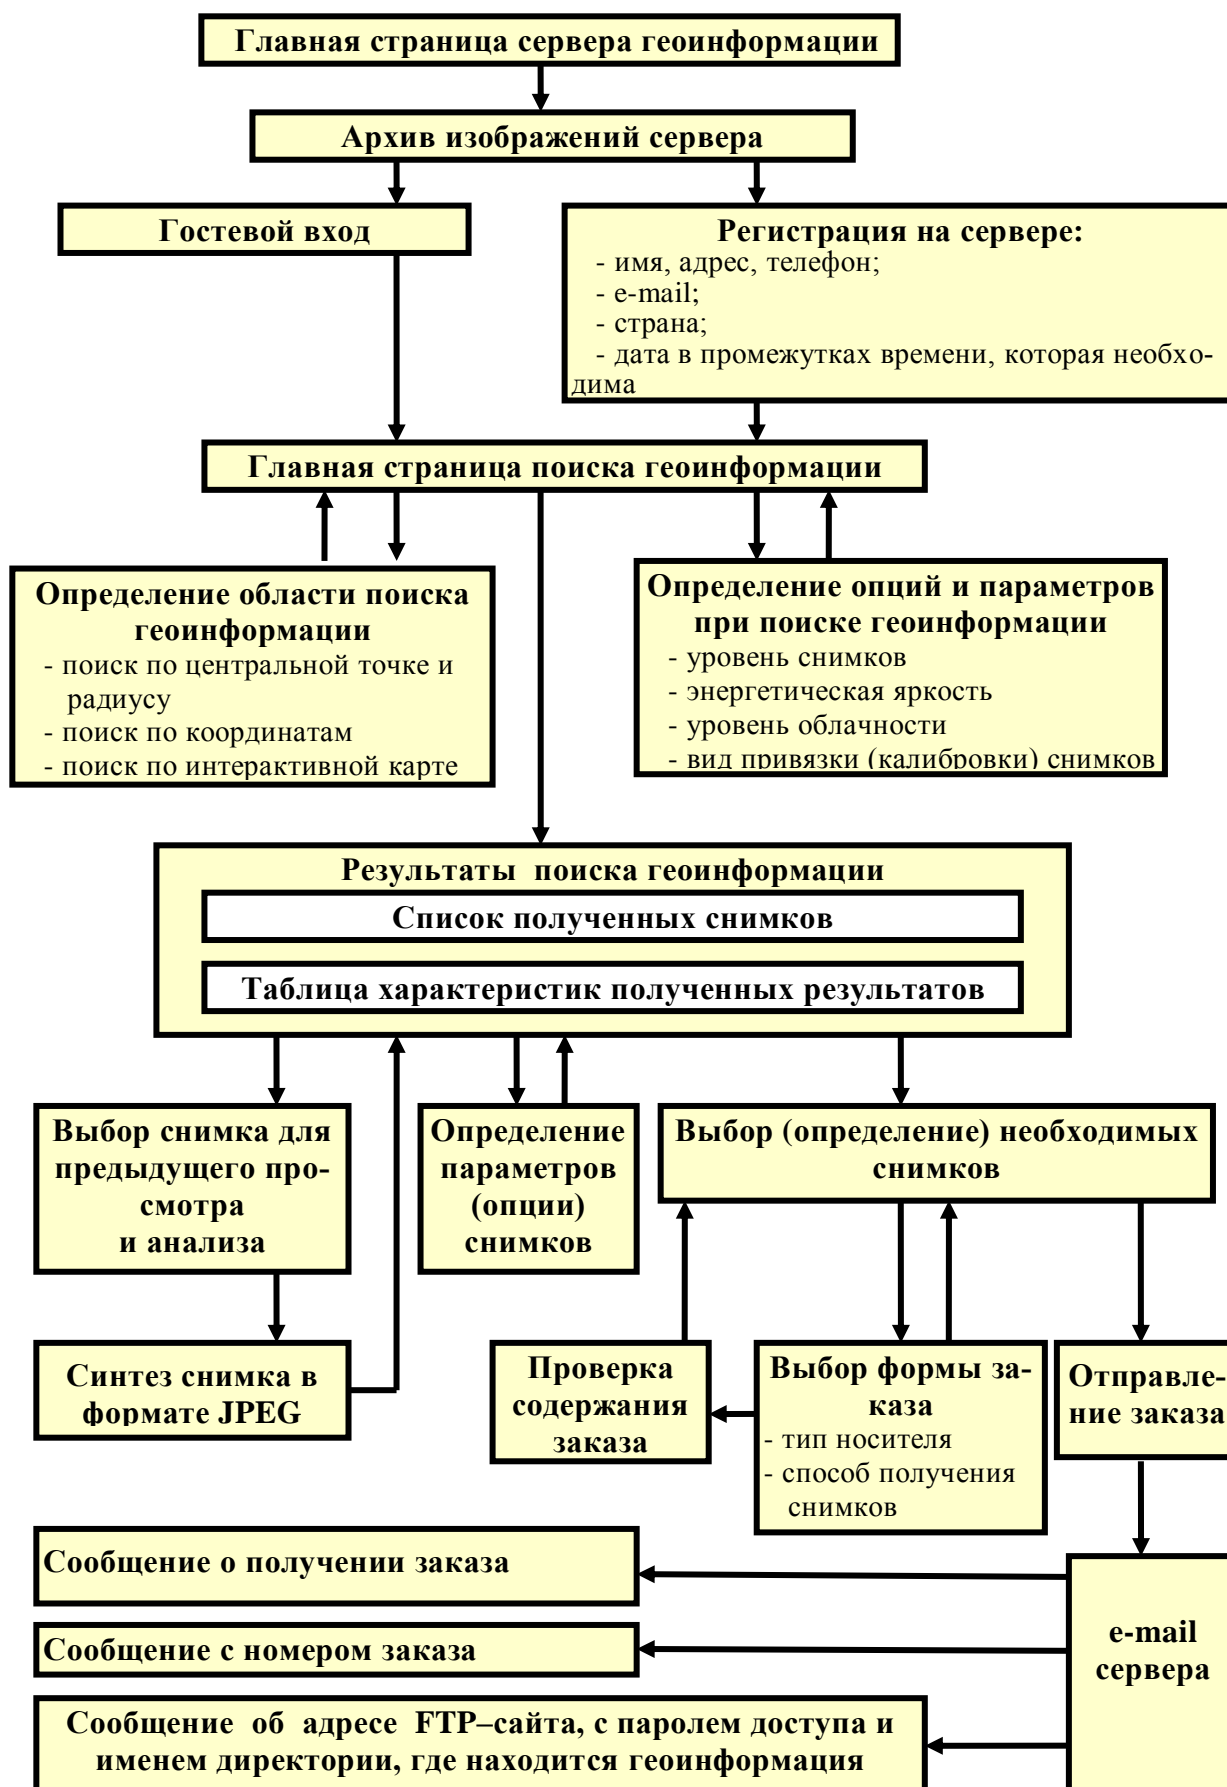 Главная страница сервера геоинформации
Архив изображений сервера
Гостевой вход
Регистрация на сервере:
- имя, адрес, телефон;
- e-mail;
- страна;
- дата в промежутках времени, которая необхо-
дима
Главная страница поиска геоинформации
Определение области поиска
геоинформации
- поиск по центральной точке и
радиусу
- поиск по координатам
- поиск по интерактивной карте
Определение опций и параметров
при поиске геоинформации
- уровень снимков
- энергетическая яркость
- уровень облачности
- вид привязки (калибровки) снимков
Результаты поиска геоинформации
Список полученных снимков
Таблица характеристик полученных результатов
Выбор снимка для
предыдущего про-
смотра
и анализа
Определение
параметров
(опции)
снимков
Выбор (определение) необходимых
снимков
Синтез снимка в
формате JPEG
Проверка
содержания
заказа
Выбор формы за-
каза
- тип носителя
- способ получения
снимков
Отправле-
ние заказа
Сообщение о получении заказа
Сообщение с номером заказа
Сообщение об адресе FTP–сайта, с паролем доступа и
именем директории, где находится геоинформация
e-mail
сервера